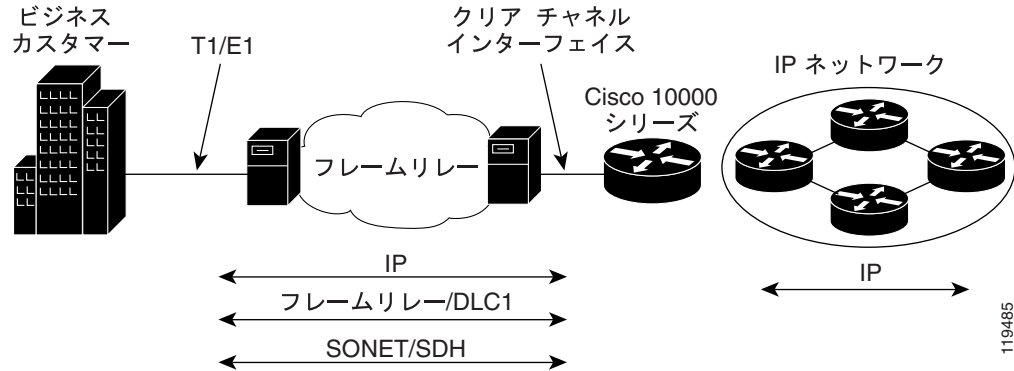 ビジネス
カスタマー
T1/E1
クリア チャネル
インターフェイス
Cisco 10000
シリーズ
IP ネットワーク
フレームリレー
IP
フレームリレー/DLC1
SONET/SDH
IP
119485